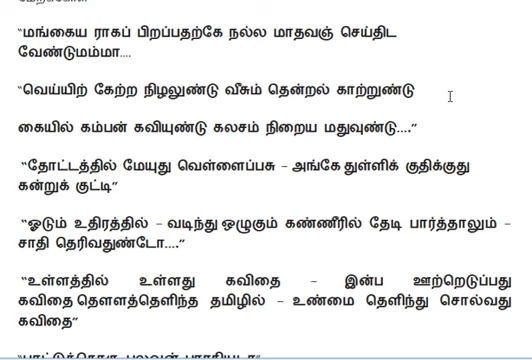 “மங்கைய ராகப் பிறப்பதற்கே நல்ல மாதவஞ் செய்திட
வேண்டுமம்மா....
“வெய்யிற் கேற்ற நிழலுண்டு வீசும் தென்றல் காற்றுண்டு
கையில் கம்பன் கவியுண்டு கலசம் நிறைய மதுவுண்டு....”
“தோட்டத்தில் மேயுது வெள்ளைப்பசு – அங்கே துள்ளிக் குதிக்குது
கன்றுக் குட்டி”
“ஓடும் உதிரத்தில் – வடிந்து ஒழுகும் கண்ணீரில் தேடி பார்த்தாலும் –
சாதி தெரிவதுண்டோ....”
“உள்ளத்தில் உள்ளது கவிதை – இன்ப ஊற்றெடுப்பது
கவிதை தௌளத்தெளிந்த தமிழில் – உண்மை தெளிந்து சொல்வது
கவிதை”